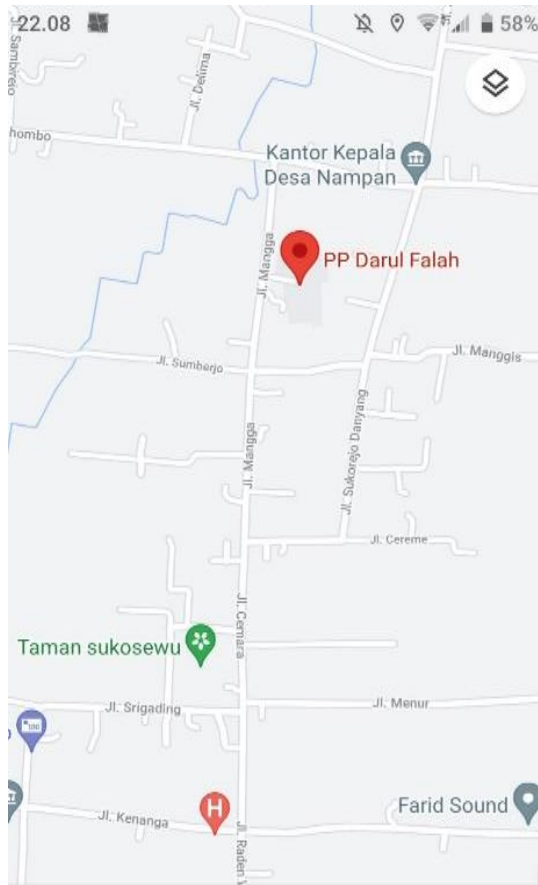 22.08
58%
Jl. Sambirejo
Jl. Delima
hombo
Kantor Kepala
Desa Nampan
Jl. Mangga
PP Darul Falah
Jl. Sumberjo
Jl. Manggis
Jl. Mangga
Jl. Sukorejo Danyang
Jl. Cereme
Jl. Cemara
Taman sukosewu
Jl. Srigading
Jl. Menur
H
Farid Sound
Jl. Kenanga
Jl. Raden